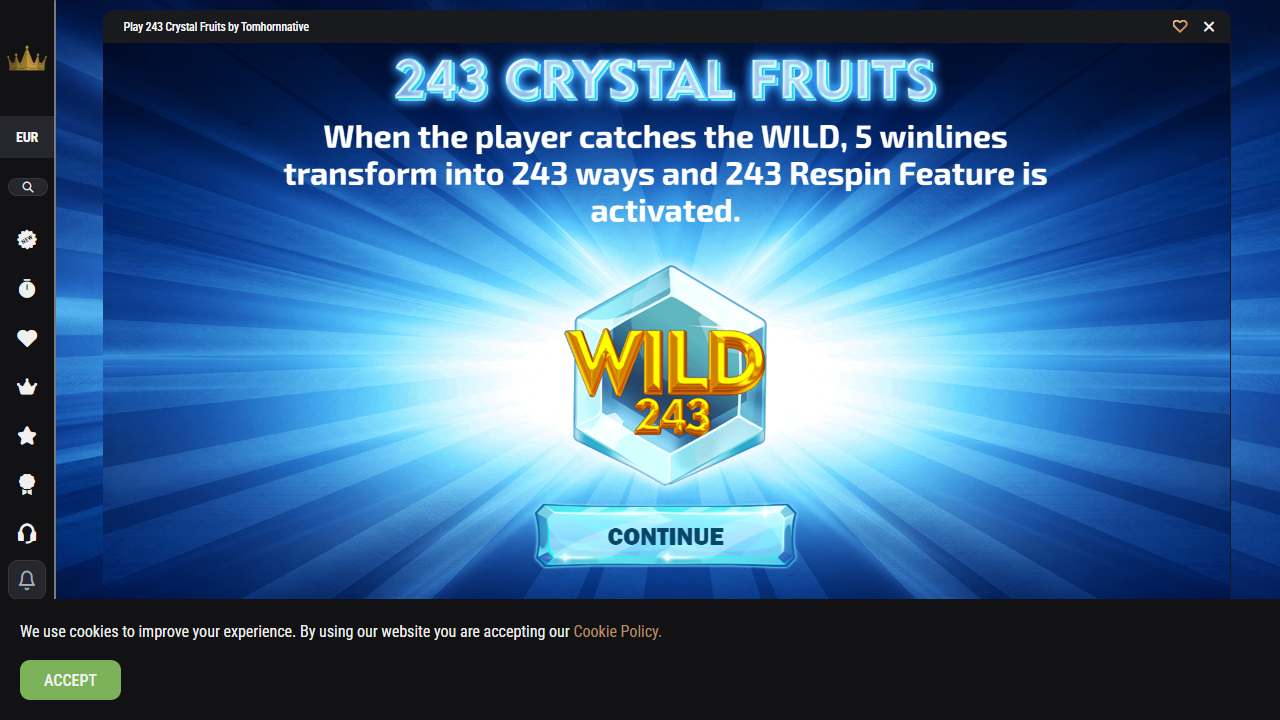 Play 243 Crystal Fruits by Tomhornnative
243 CRYSTAL FRUITS
When the player catches the WILD, 5 winlines
transform into 243 ways and 243 Respin Feature is
activated.
EUR
NEW
WILD
243
CONTINUE
We use cookies to improve your experience. By using our website you are accepting our Cookie Policy.
ACCEPT